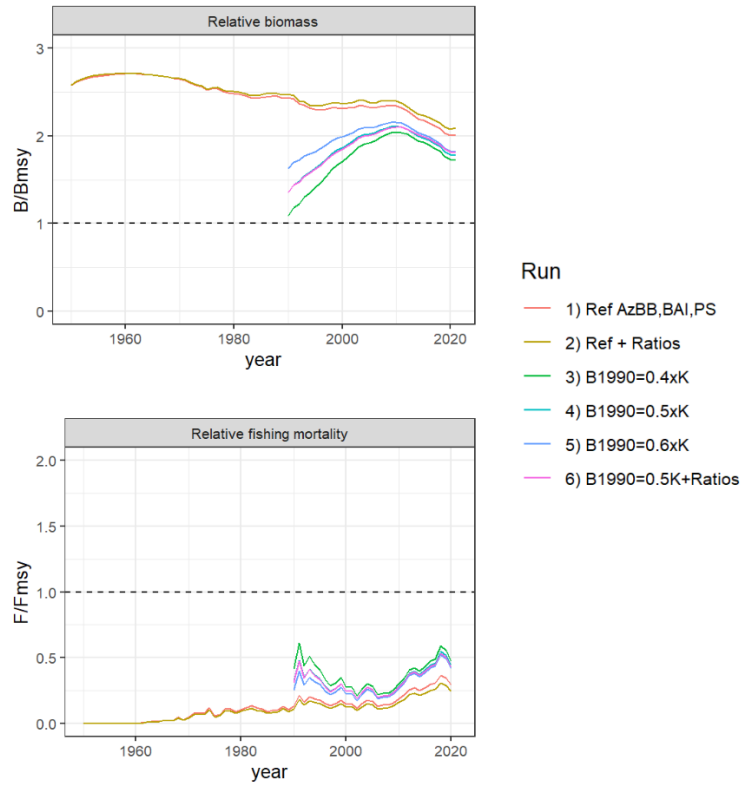 Relative biomass
3
2
1
0
B/Bmsy
1960
1980
2000
2020
year
Run
1) Ref AzBB,BAI,PS
2) Ref + Ratios
3) B1990=0.4xK
4) B1990=0.5xK
5) B1990=0.6xK
6) B1990=0.5K+Ratios
Relative fishing mortality
2.0
1.5
1.0
0.5
0.0
F/Fmsy
1960
1980
2000
2020
year